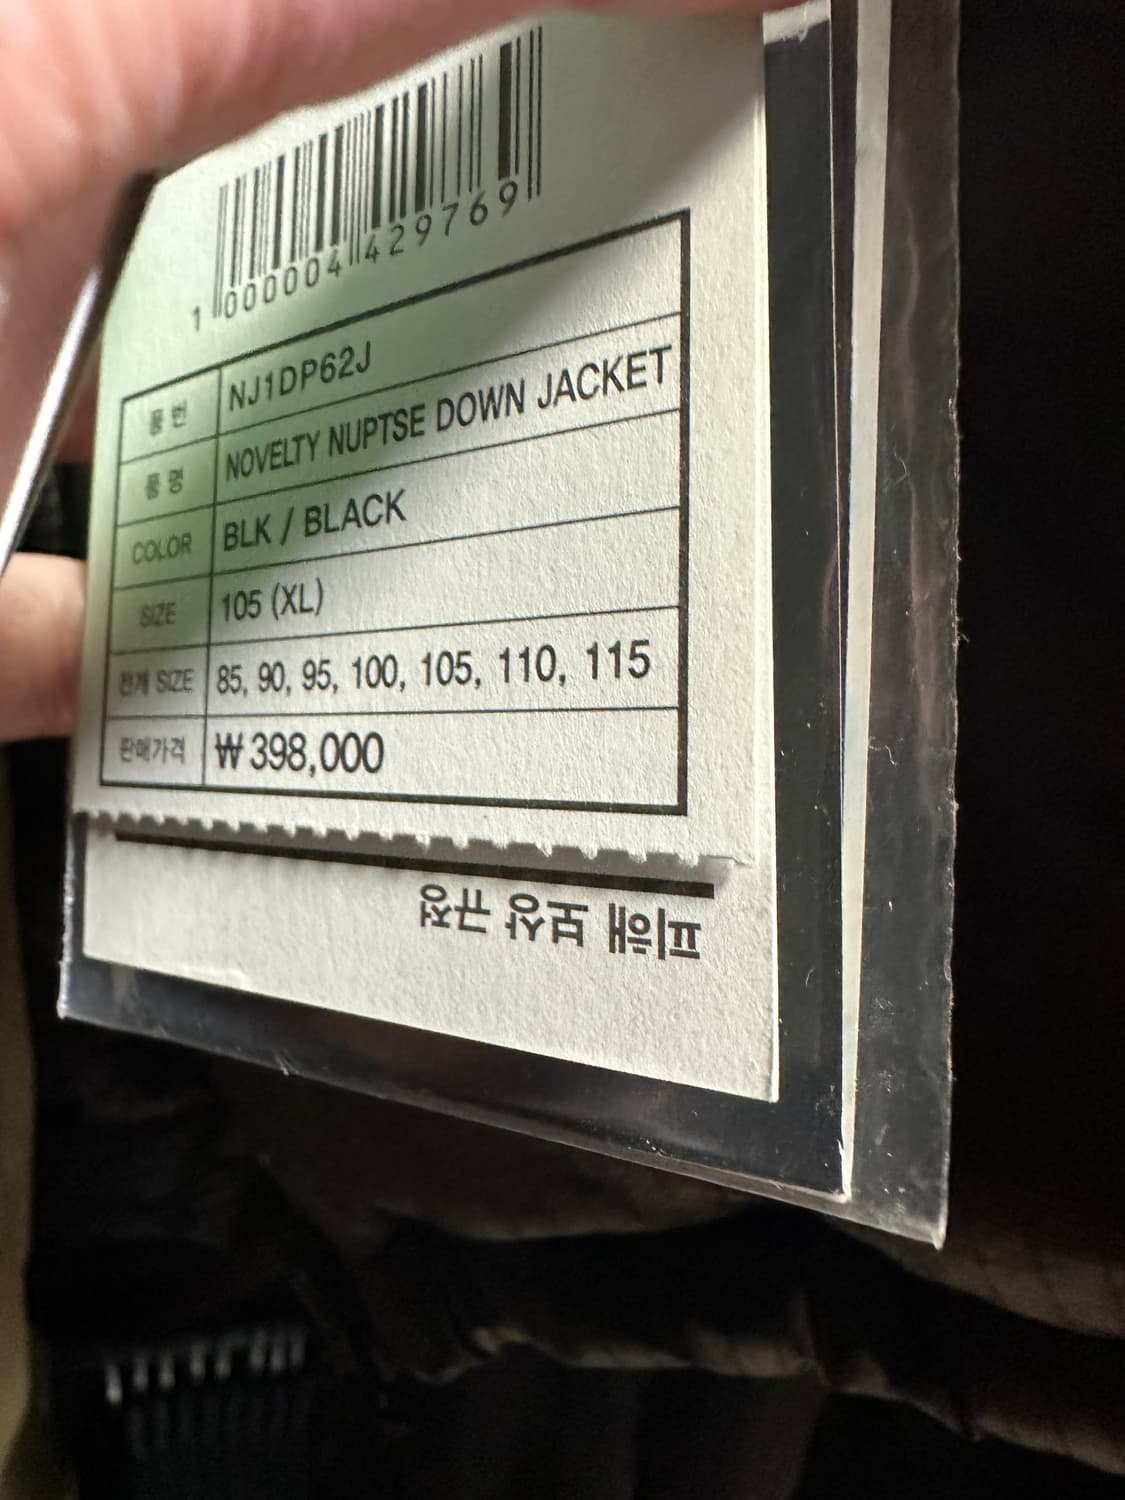 1 000004 429769
품 번 NJ1DP62J
품 명 NOVELTY NUPTSE DOWN JACKET
COLOR BLK / BLACK
SIZE 105 (XL)
전개 SIZE 85, 90, 95, 100, 105, 110, 115
판매가격 ₩398,000